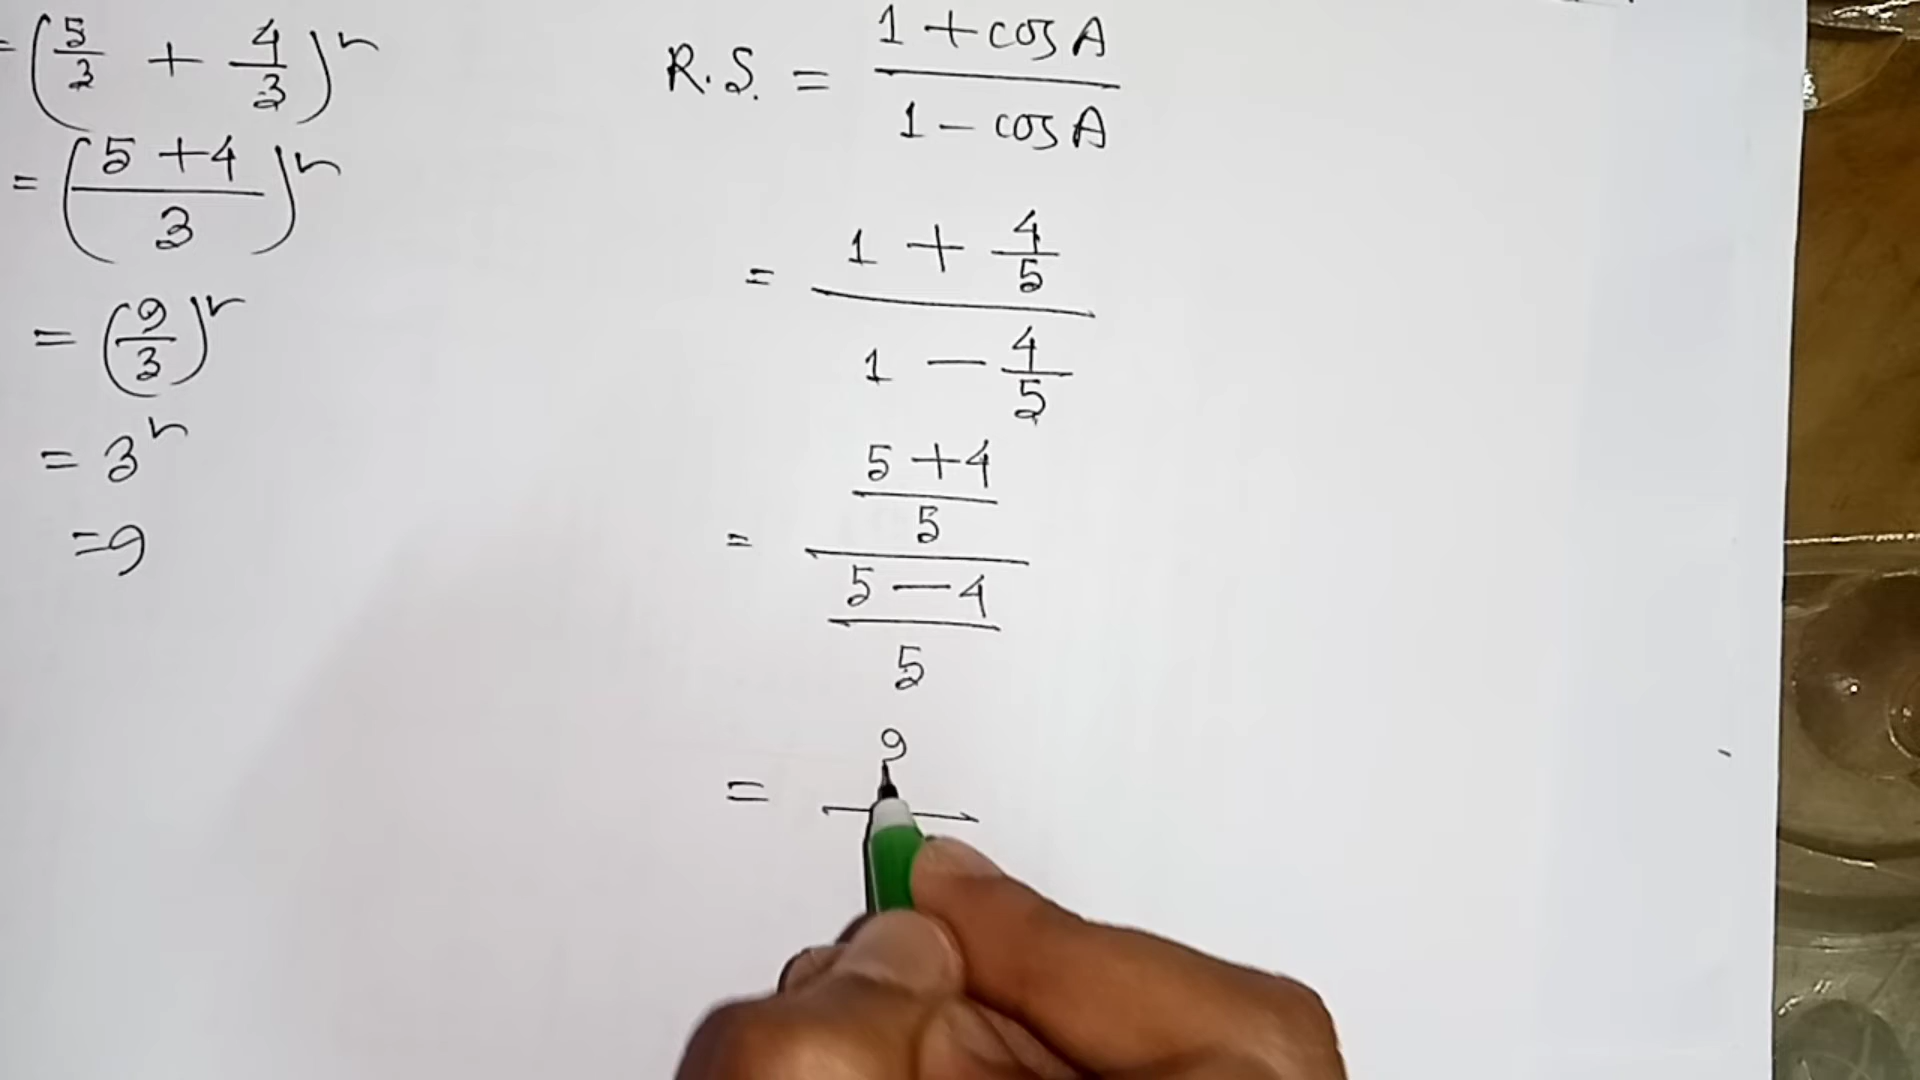 = (5/3 + 4/3)²
= ((5+4)/3)²
= (9/3)²
= 3²
= 9
R.S. = (1 + cos A)/(1 - cos A)
= (1 + 4/5)/(1 - 4/5)
= ((5+4)/5)/((5-4)/5)
= 9